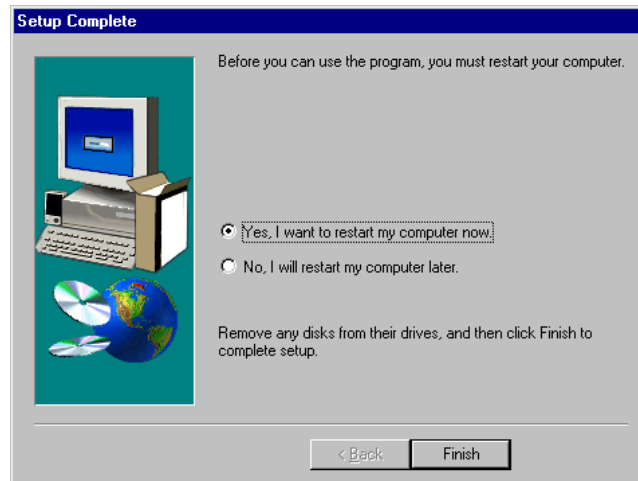 Setup Complete
Before you can use the program, you must restart your computer.
Yes, I want to restart my computer now.
No, I will restart my computer later.
Remove any disks from their drives, and then click Finish to
complete setup.
< Back
Finish